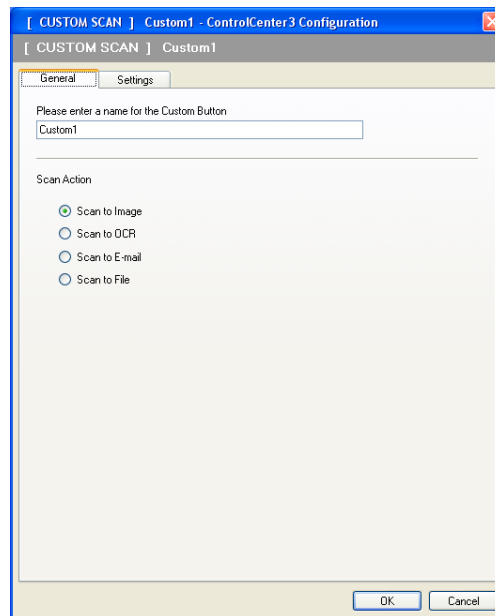 [ CUSTOM SCAN ] Custom1 - ControlCenter3 Configuration
[ CUSTOM SCAN ] Custom1
General Settings
Please enter a name for the Custom Button
Custom1
Scan Action
Scan to Image
Scan to OCR
Scan to E-mail
Scan to File
OK Cancel